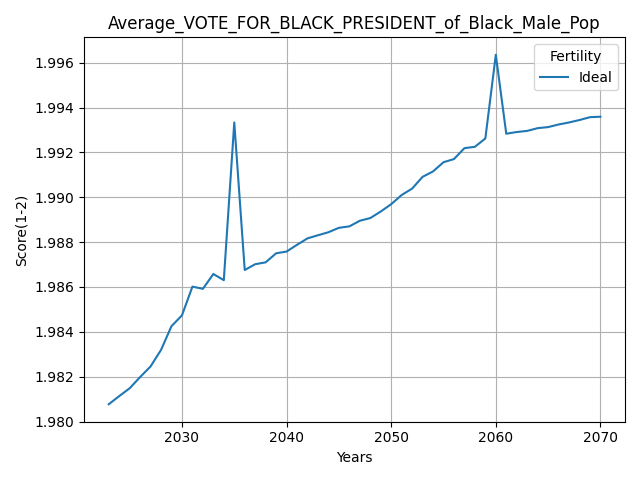 Average_VOTE_FOR_BLACK_PRESIDENT_of_Black_Male_Pop
Fertility
Ideal
1.996
1.994
1.992
1.990
1.988
1.986
1.984
1.982
1.980
Score(1-2)
2030 2040 2050 2060 2070
Years